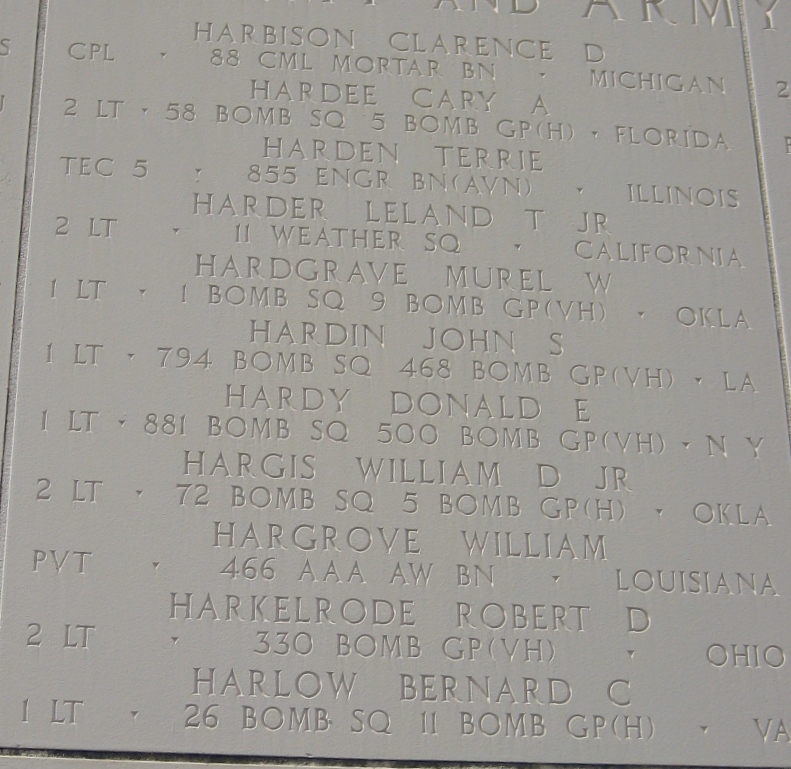 AND ARMY
HARBISON CLARENCE D
CPL · 88 CML MORTAR BN · MICHIGAN
HARDEE CARY A
2 LT · 58 BOMB SQ 5 BOMB GP(H) · FLORIDA
HARDEN TERRIE
TEC 5 · 855 ENGR BN(AVN) · ILLINOIS
HARDER LELAND T JR
2 LT · 11 WEATHER SQ · CALIFORNIA
HARDGRAVE MUREL W
1 LT · 1 BOMB SQ 9 BOMB GP(VH) · OKLA
HARDIN JOHN S
1 LT · 794 BOMB SQ 468 BOMB GP(VH) · LA
HARDY DONALD E
1 LT · 881 BOMB SQ 500 BOMB GP(VH) · N Y
HARGIS WILLIAM D JR
2 LT · 72 BOMB SQ 5 BOMB GP(H) · OKLA
HARGROVE WILLIAM
PVT · 466 AAA AW BN · LOUISIANA
HARKELRODE ROBERT D
2 LT · 330 BOMB GP(VH) · OHIO
HARLOW BERNARD C
1 LT · 26 BOMB SQ 11 BOMB GP(H) · VA